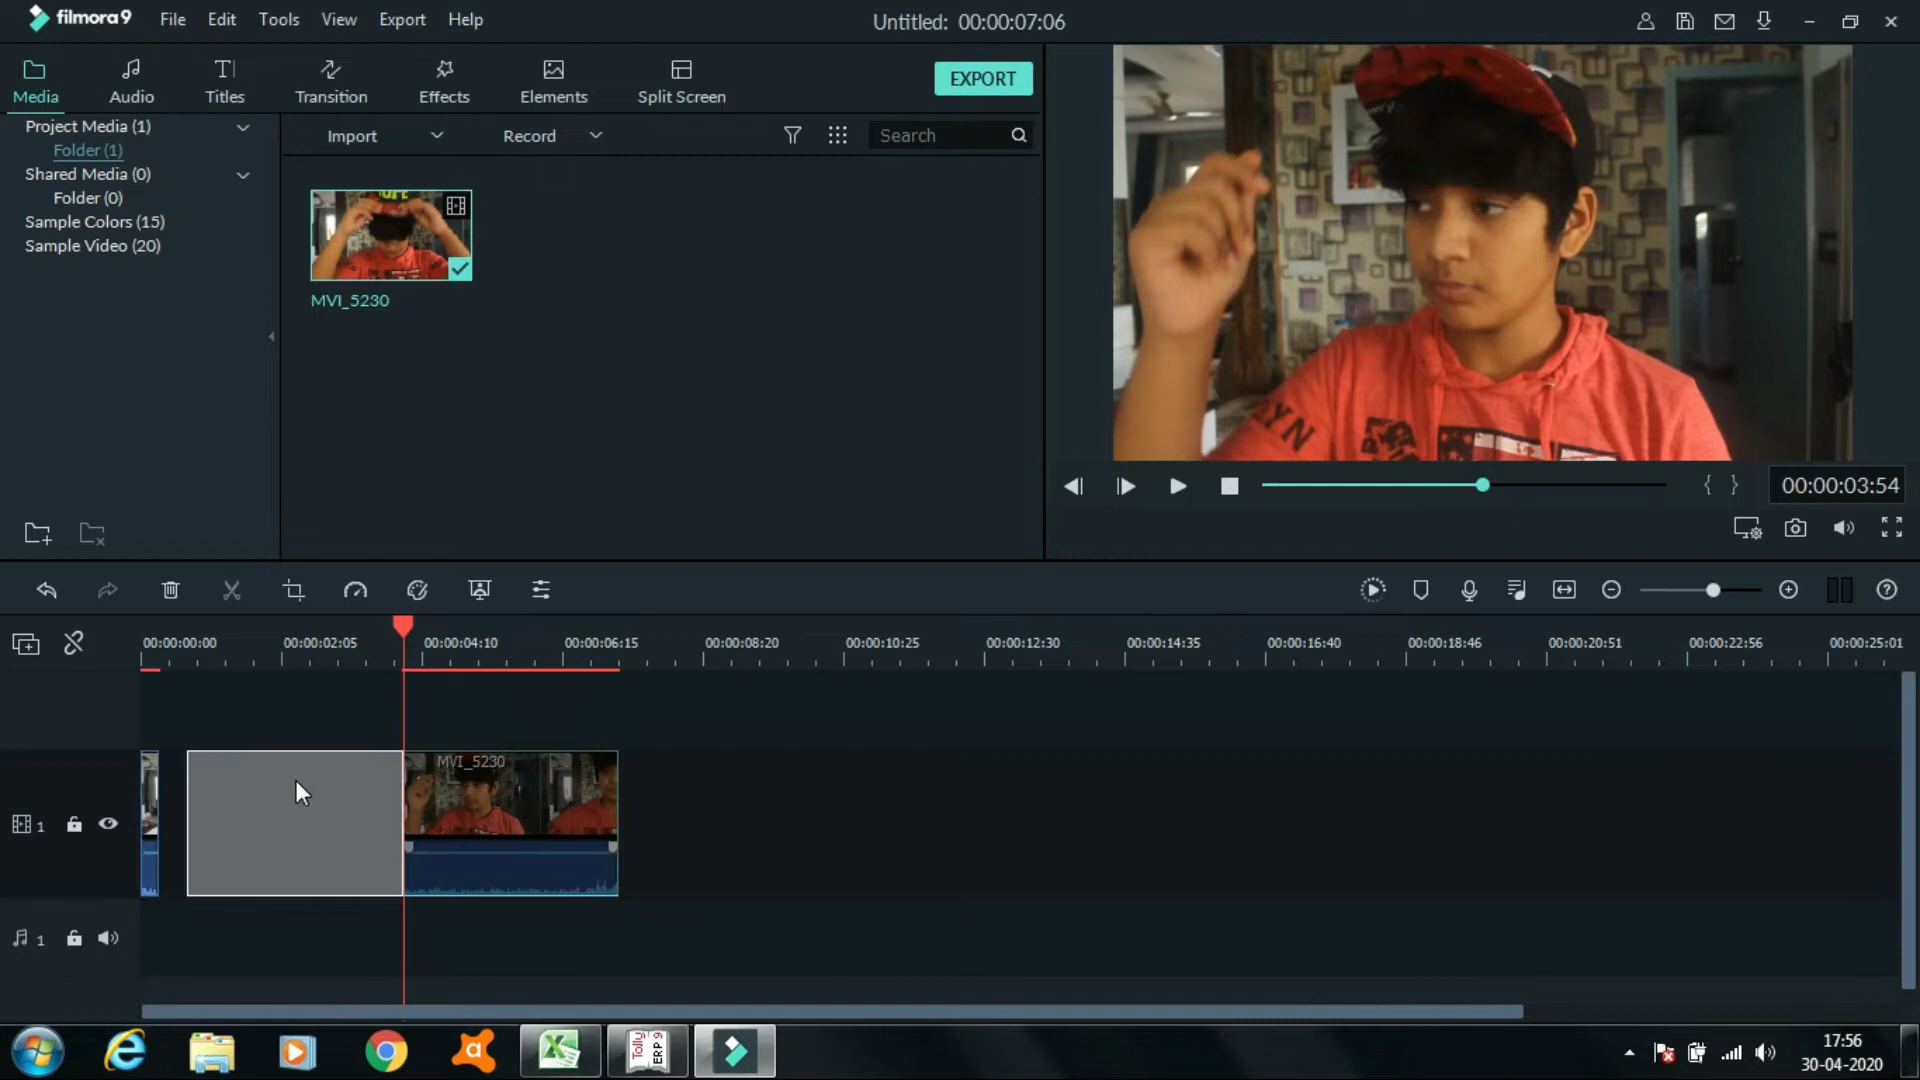 filmora9 File Edit Tools View Export Help Untitled: 00:00:07:06
Media Audio Titles Transition Effects Elements Split Screen EXPORT
Project Media (1)
Folder (1)
Shared Media (0)
Folder (0)
Sample Colors (15)
Sample Video (20)
Import Record Search
MVI_5230
{ } 00:00:03:54
00:00:00:00 00:00:02:05 00:00:04:10 00:00:06:15 00:00:08:20 00:00:10:25 00:00:12:30 00:00:14:35 00:00:16:40 00:00:18:46 00:00:20:51 00:00:22:56 00:00:25:01
MVI_5230
1
1
Tally
ERP 9
17:56
30-04-2020